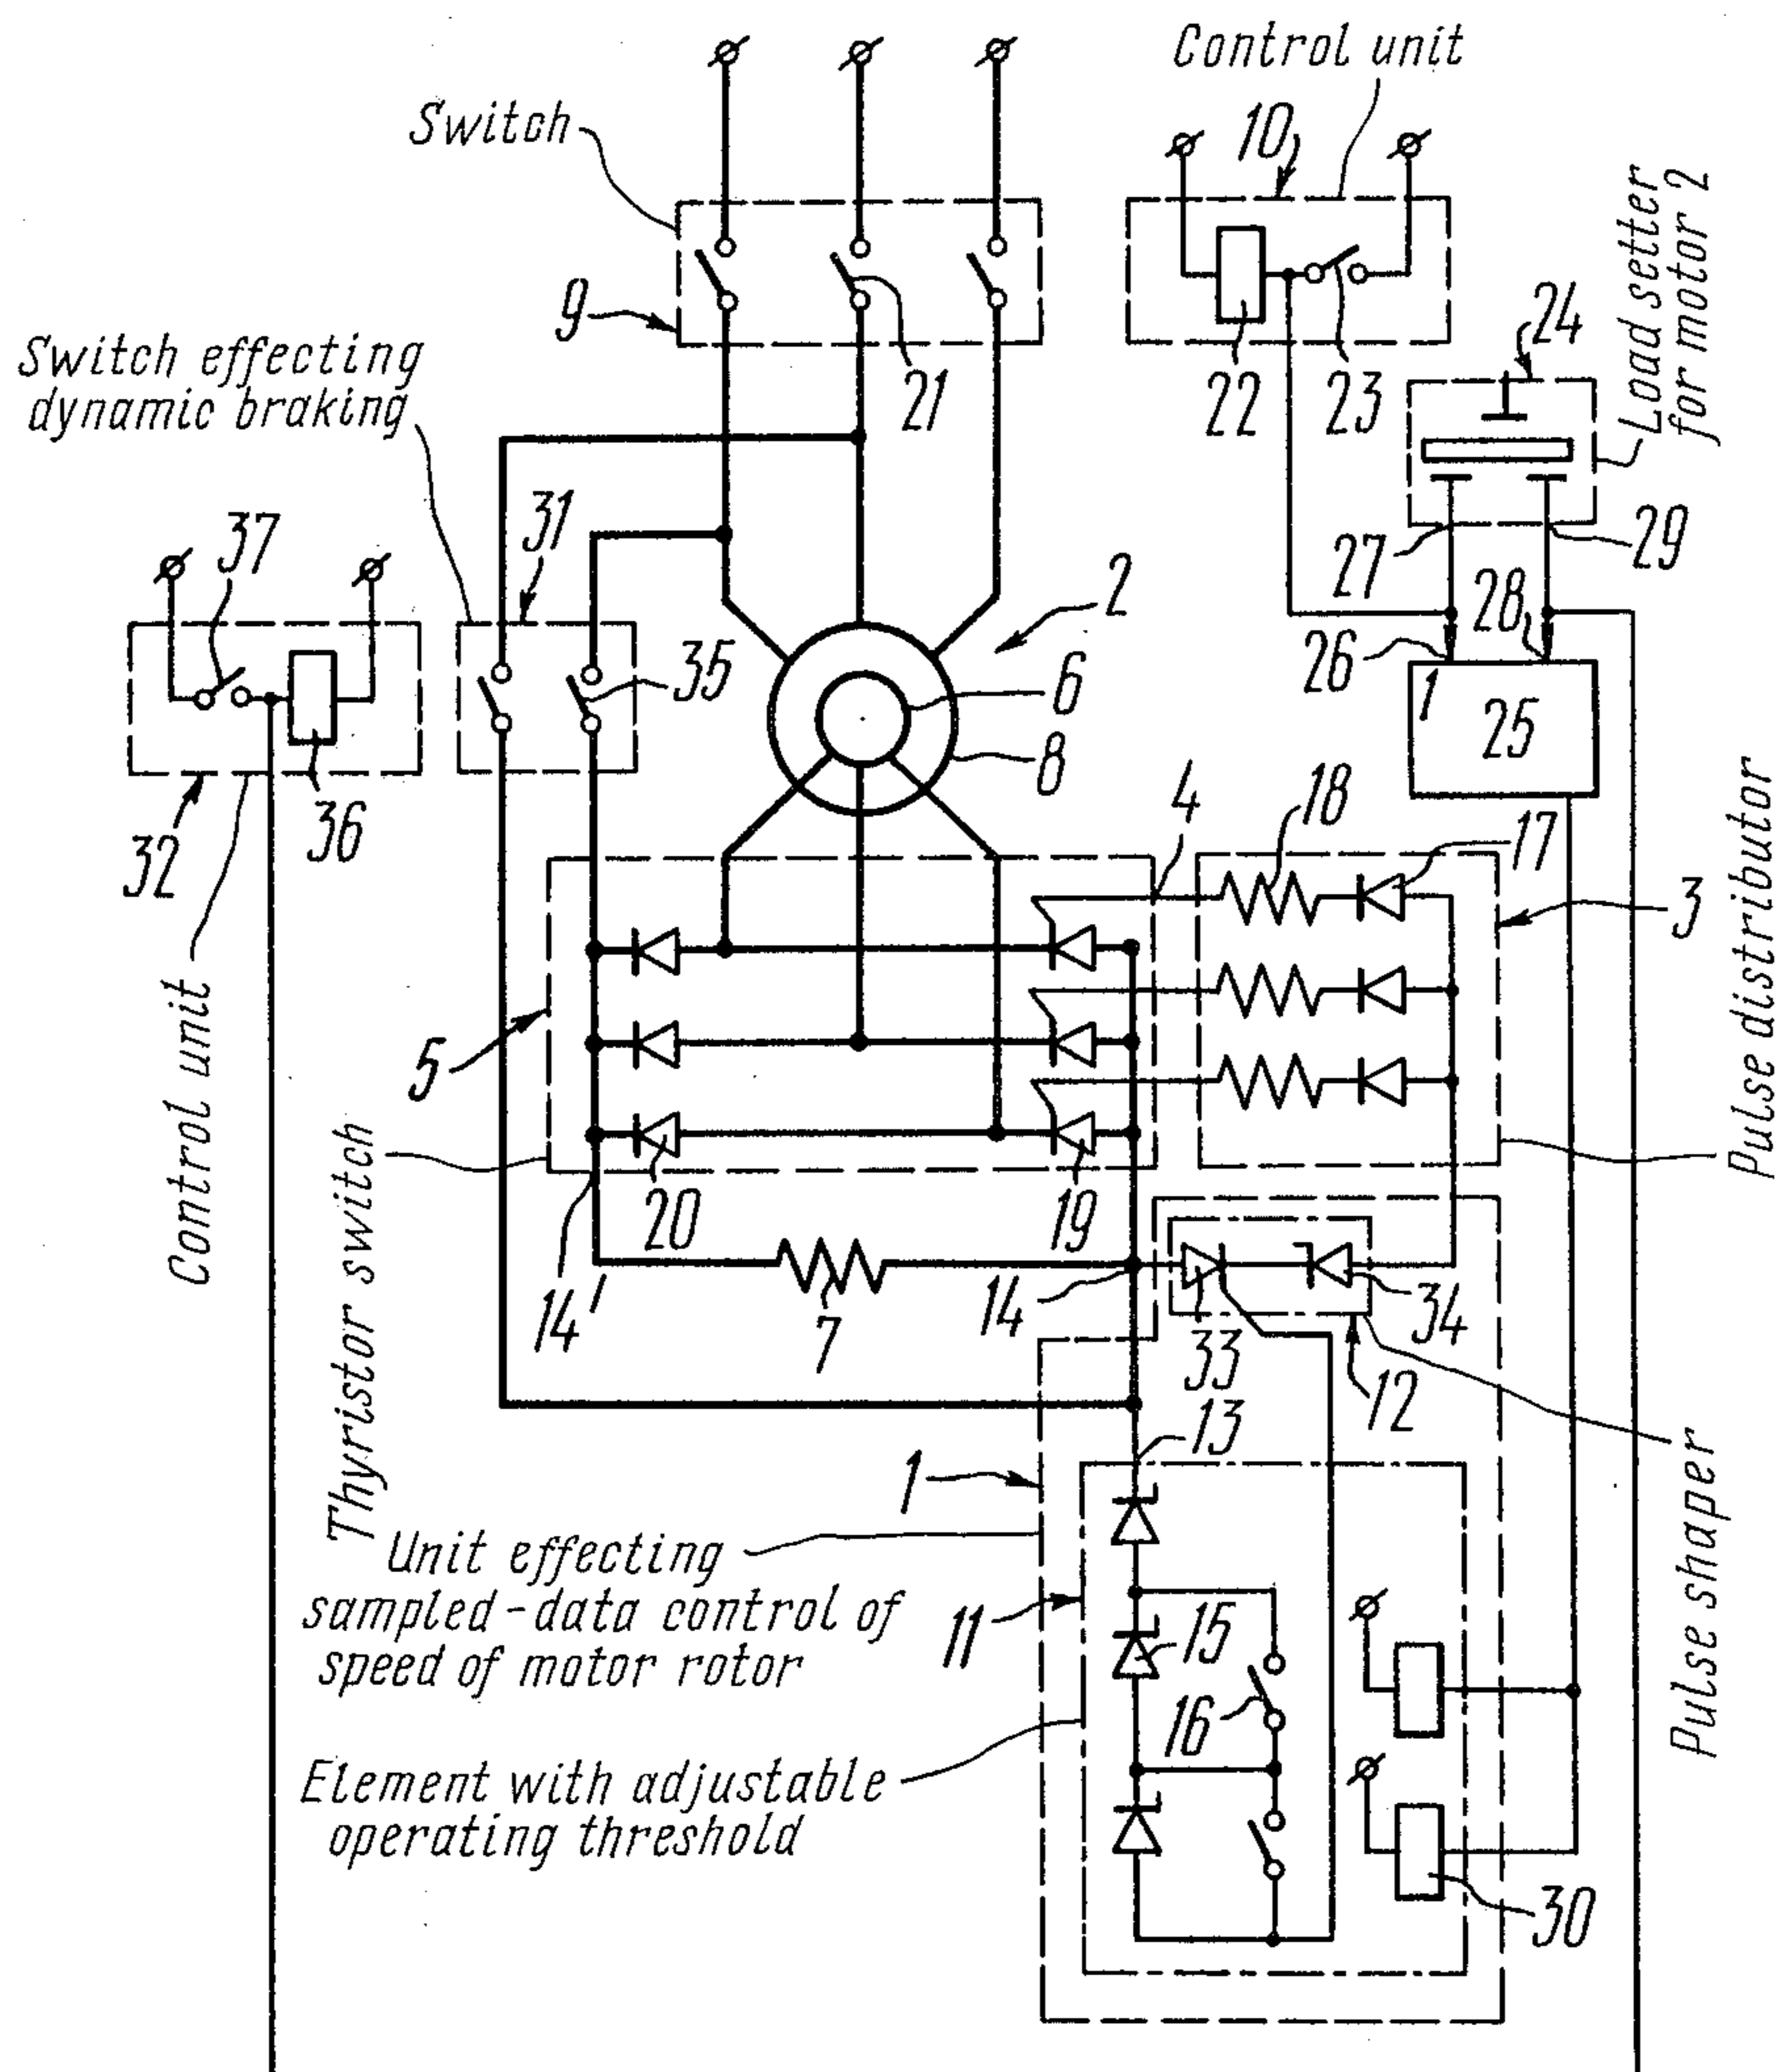 Control unit
Switch
10
Load setter
for motor 2
9
21
22
23
24
Switch effecting
dynamic braking
37
31
27
29
2
28
26
1
25
6
35
8
36
32
4
18
17
3
5
Control unit
Pulse distributor
Thyristor switch
20
19
14'
7
14
33
34
12
13
1
Pulse shaper
Unit effecting
sampled-data control of
speed of motor rotor
11
15
16
Element with adjustable
operating threshold
30